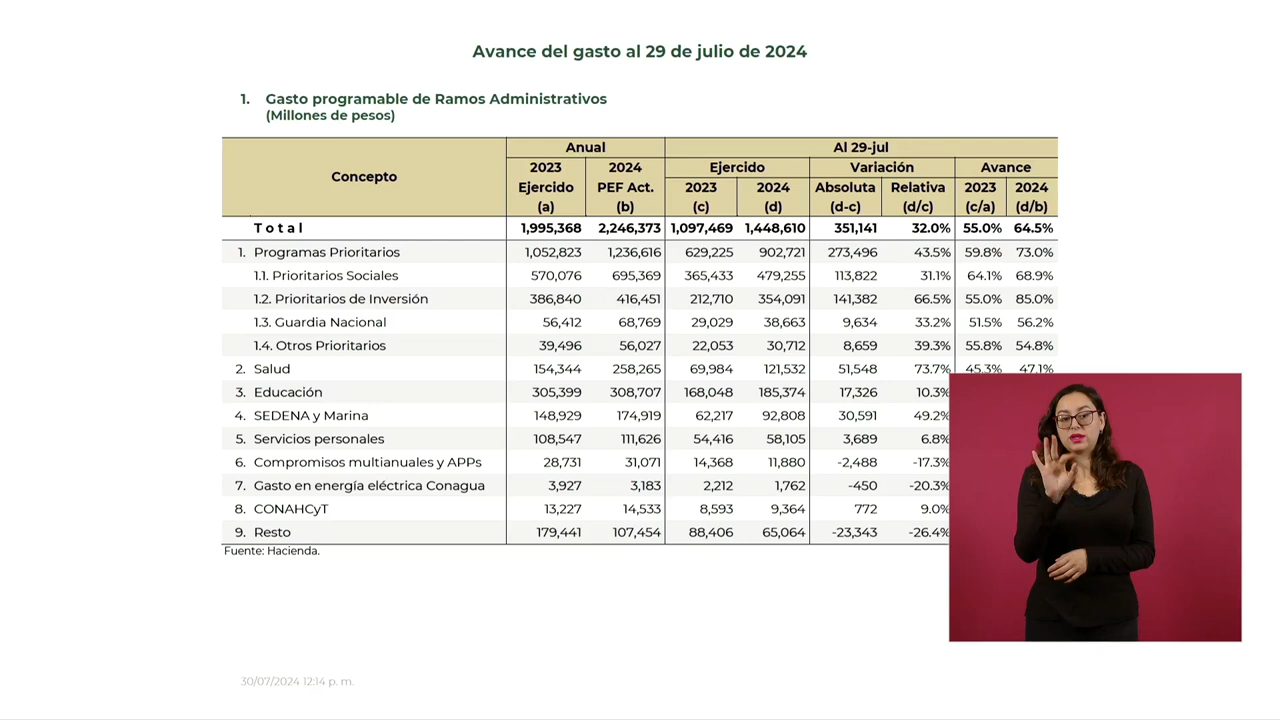 Avance del gasto al 29 de julio de 2024
1. Gasto programable de Ramos Administrativos
(Millones de pesos)
Concepto Anual Al 29-jul
2023 2024 Ejercido Variación Avance
Ejercido PEF Act. 2023 2024 Absoluta Relativa 2023 2024
(a) (b) (c) (d) (d-c) (d/c) (c/a) (d/b)
T o t a l 1,995,368 2,246,373 1,097,469 1,448,610 351,141 32.0% 55.0% 64.5%
1. Programas Prioritarios 1,052,823 1,236,616 629,225 902,721 273,496 43.5% 59.8% 73.0%
1.1. Prioritarios Sociales 570,076 695,369 365,433 479,255 113,822 31.1% 64.1% 68.9%
1.2. Prioritarios de Inversión 386,840 416,451 212,710 354,091 141,382 66.5% 55.0% 85.0%
1.3. Guardia Nacional 56,412 68,769 29,029 38,663 9,634 33.2% 51.5% 56.2%
1.4. Otros Prioritarios 39,496 56,027 22,053 30,712 8,659 39.3% 55.8% 54.8%
2. Salud 154,344 258,265 69,984 121,532 51,548 73.7% 45.3% 47.1%
3. Educación 305,399 308,707 168,048 185,374 17,326 10.3%
4. SEDENA y Marina 148,929 174,919 62,217 92,808 30,591 49.2%
5. Servicios personales 108,547 111,626 54,416 58,105 3,689 6.8%
6. Compromisos multianuales y APPs 28,731 31,071 14,368 11,880 -2,488 -17.3%
7. Gasto en energía eléctrica Conagua 3,927 3,183 2,212 1,762 -450 -20.3%
8. CONAHCyT 13,227 14,533 8,593 9,364 772 9.0%
9. Resto 179,441 107,454 88,406 65,064 -23,343 -26.4%
Fuente: Hacienda.
30/07/2024 12:14 p. m.